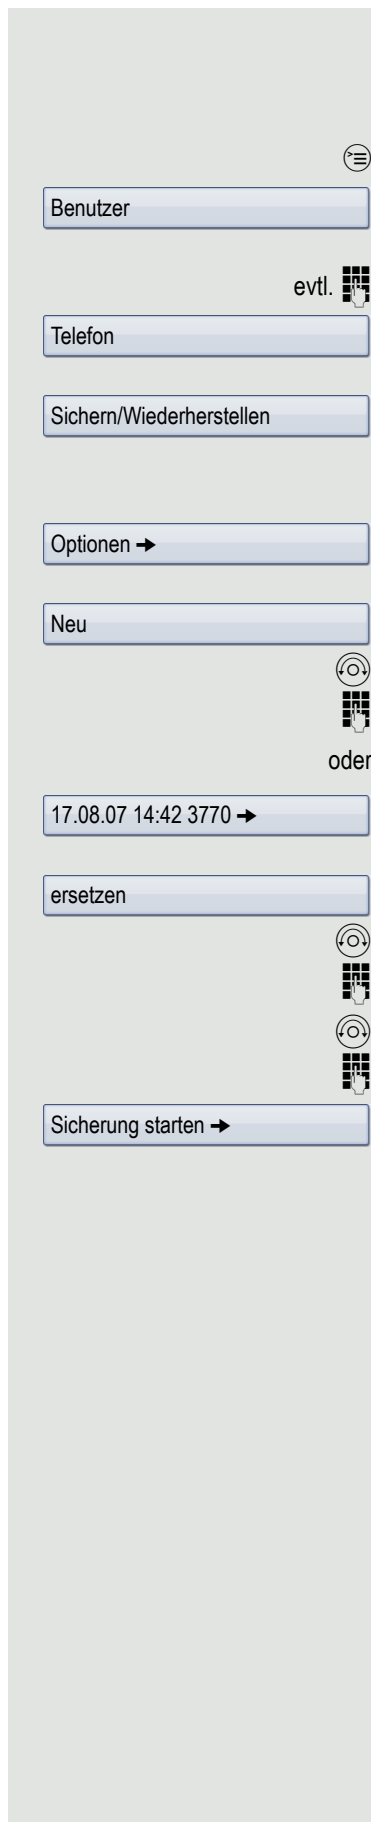 Benutzer
evtl.
Telefon
Sichern/Wiederherstellen
Optionen ➔
Neu
oder
17.08.07 14:42 3770 ➔
ersetzen
Sicherung starten ➔